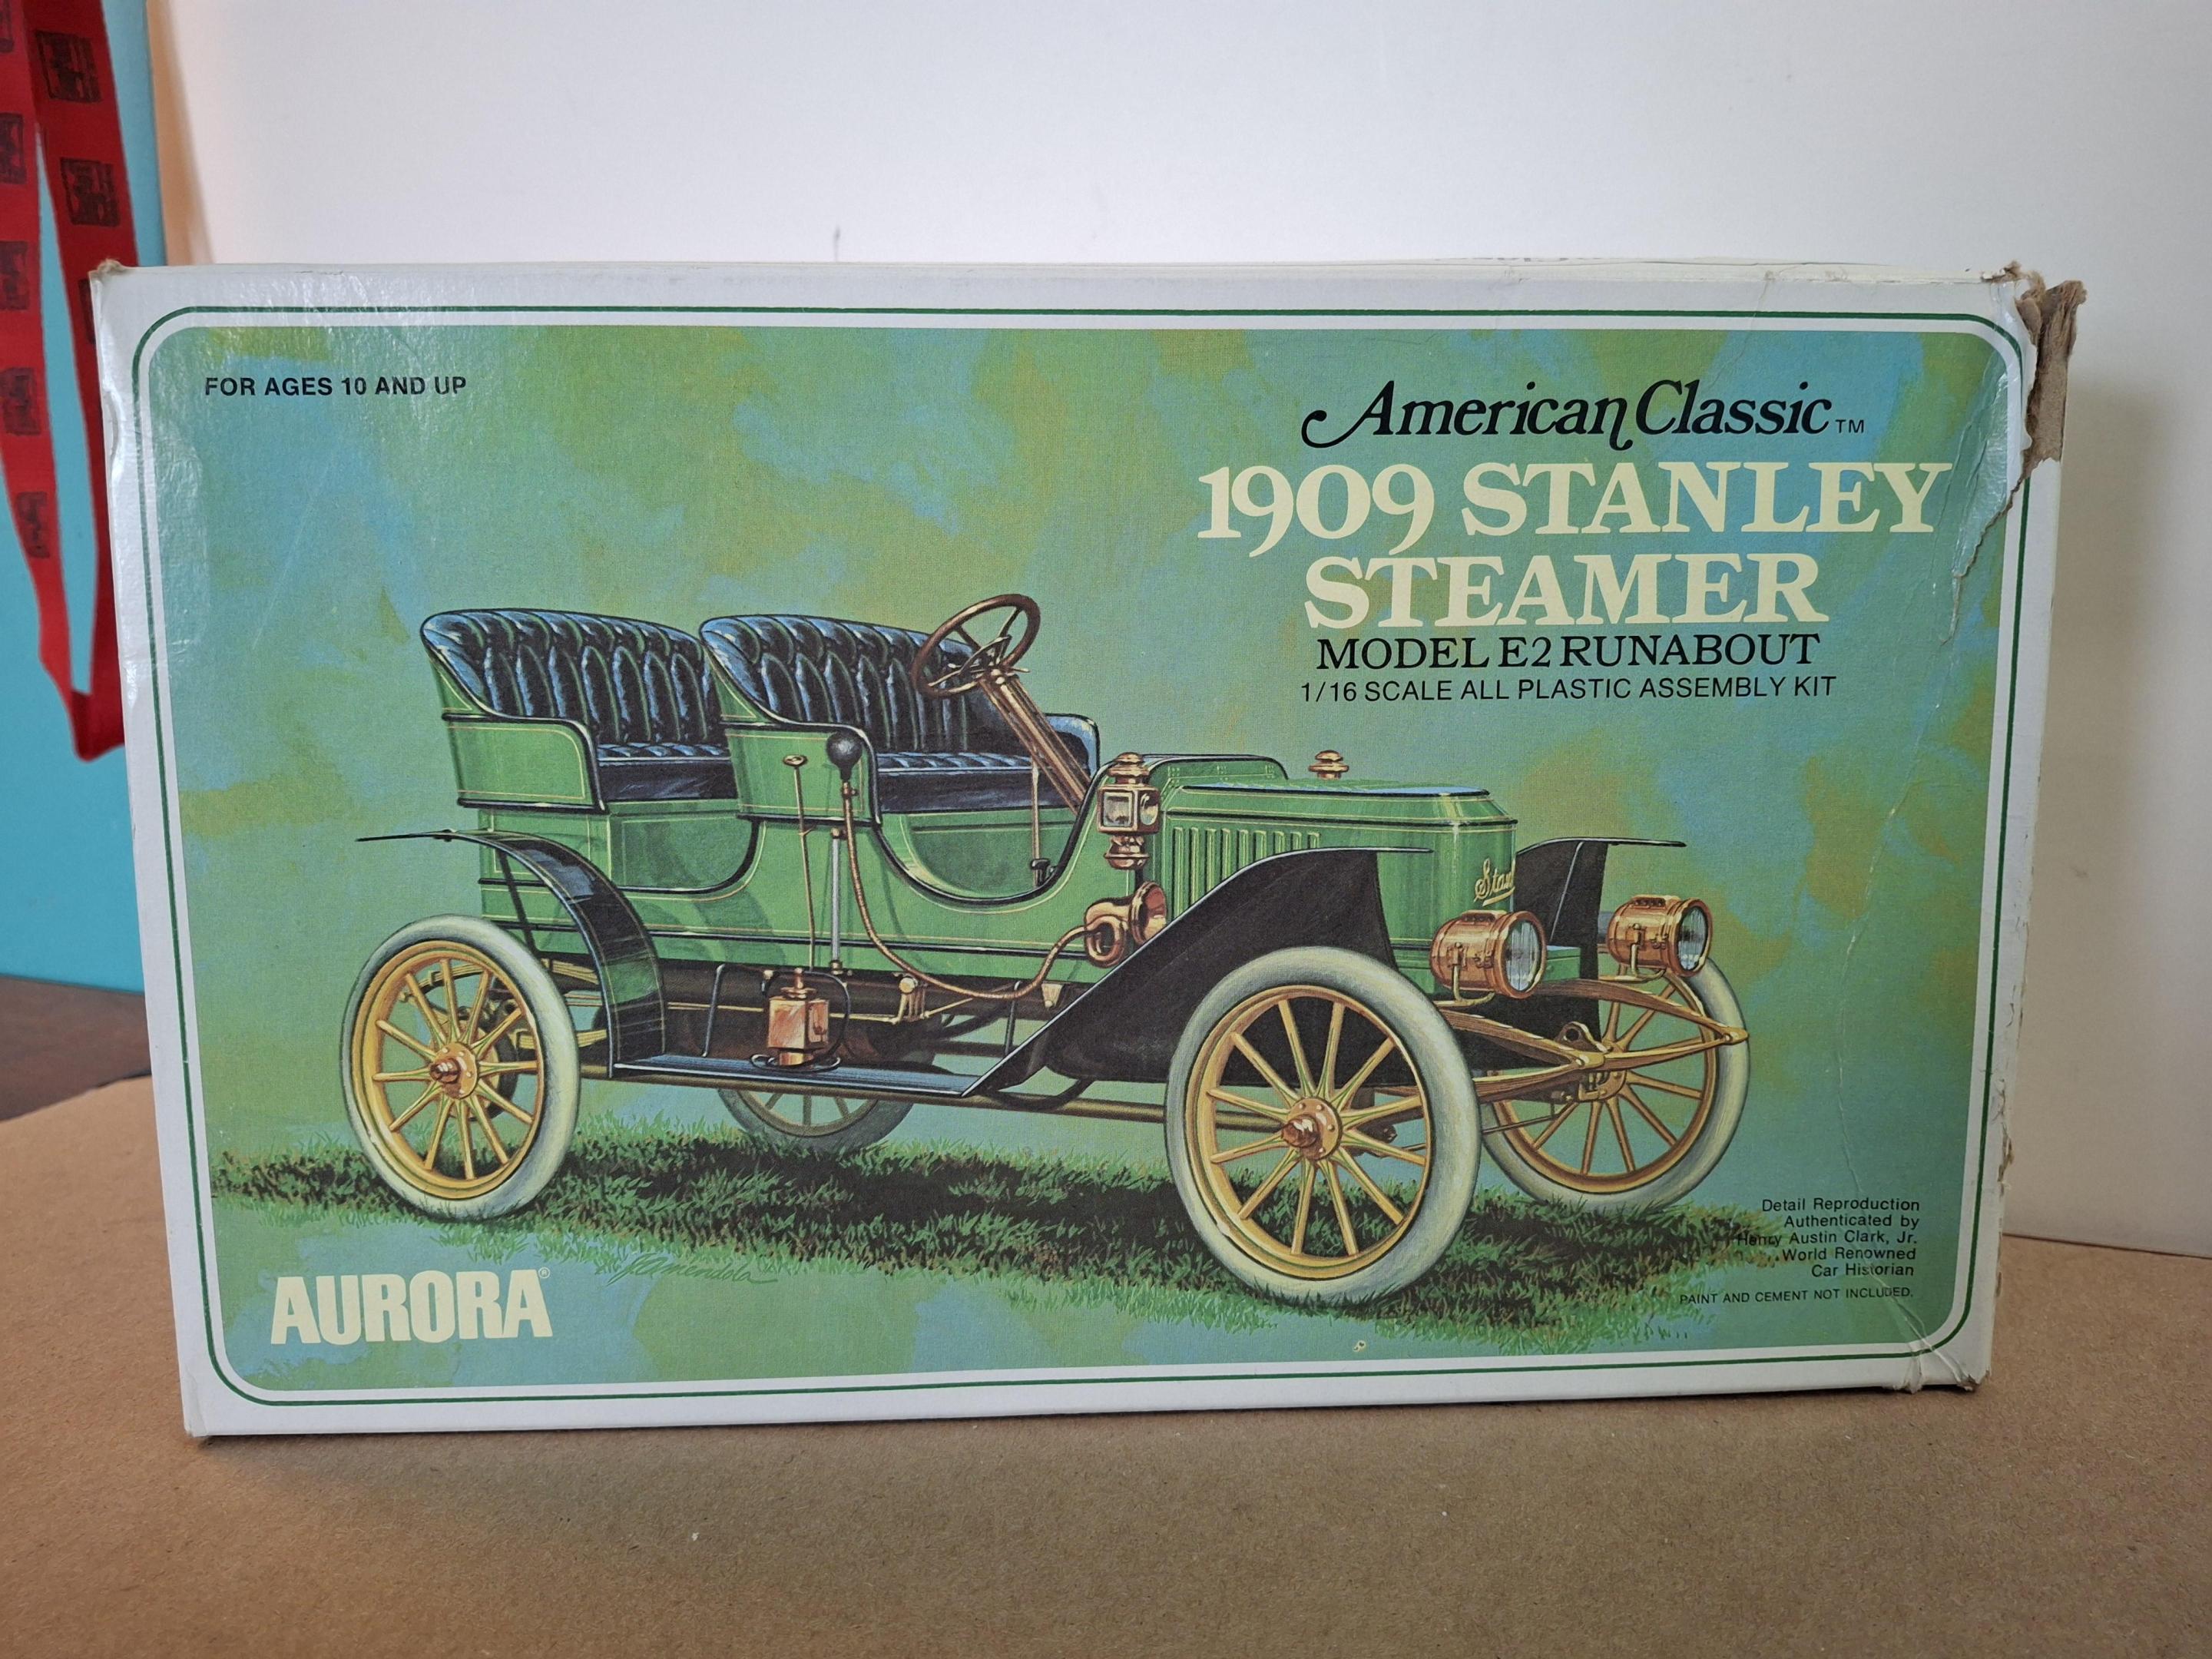 FOR AGES 10 AND UP
American Classic™
1909 STANLEY
STEAMER
MODEL E2 RUNABOUT
1/16 SCALE ALL PLASTIC ASSEMBLY KIT
Detail Reproduction
Authenticated by
Henry Austin Clark, Jr.
...World Renowned
Car Historian
PAINT AND CEMENT NOT INCLUDED.
AURORA®